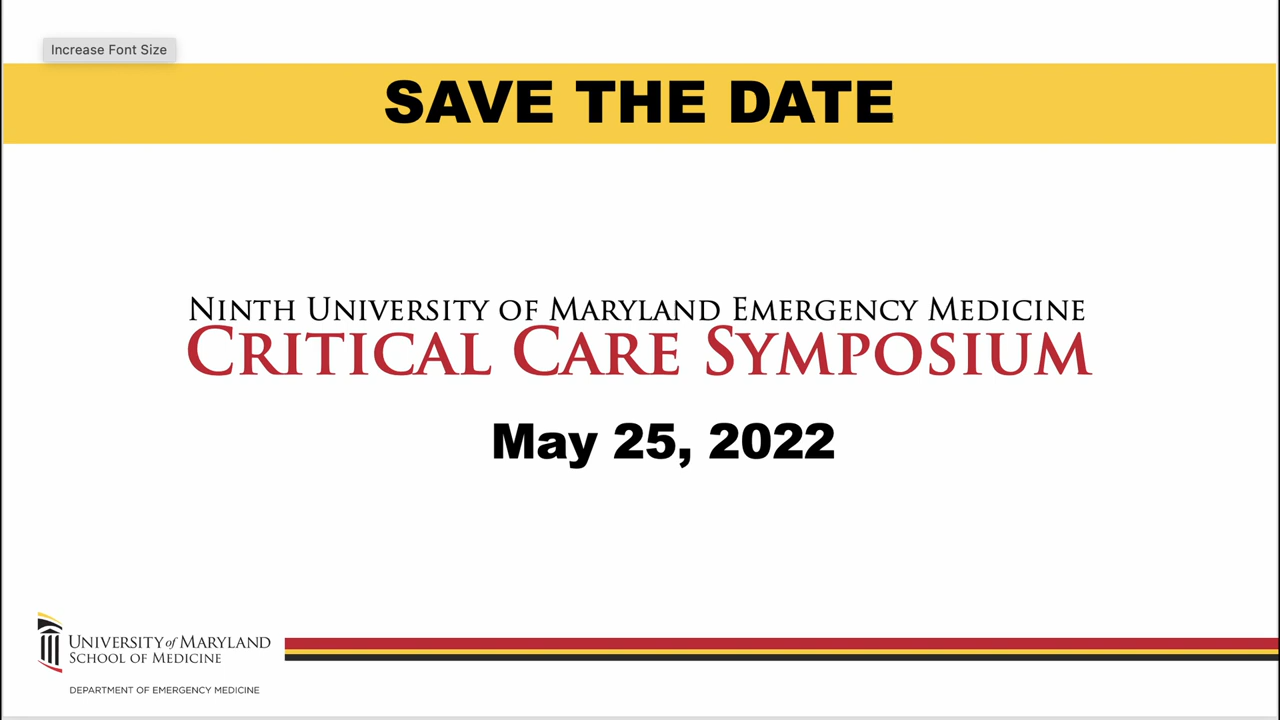 Increase Font Size
SAVE THE DATE
NINTH UNIVERSITY OF MARYLAND EMERGENCY MEDICINE
CRITICAL CARE SYMPOSIUM
May 25, 2022
UNIVERSITY of MARYLAND
SCHOOL OF MEDICINE
DEPARTMENT OF EMERGENCY MEDICINE